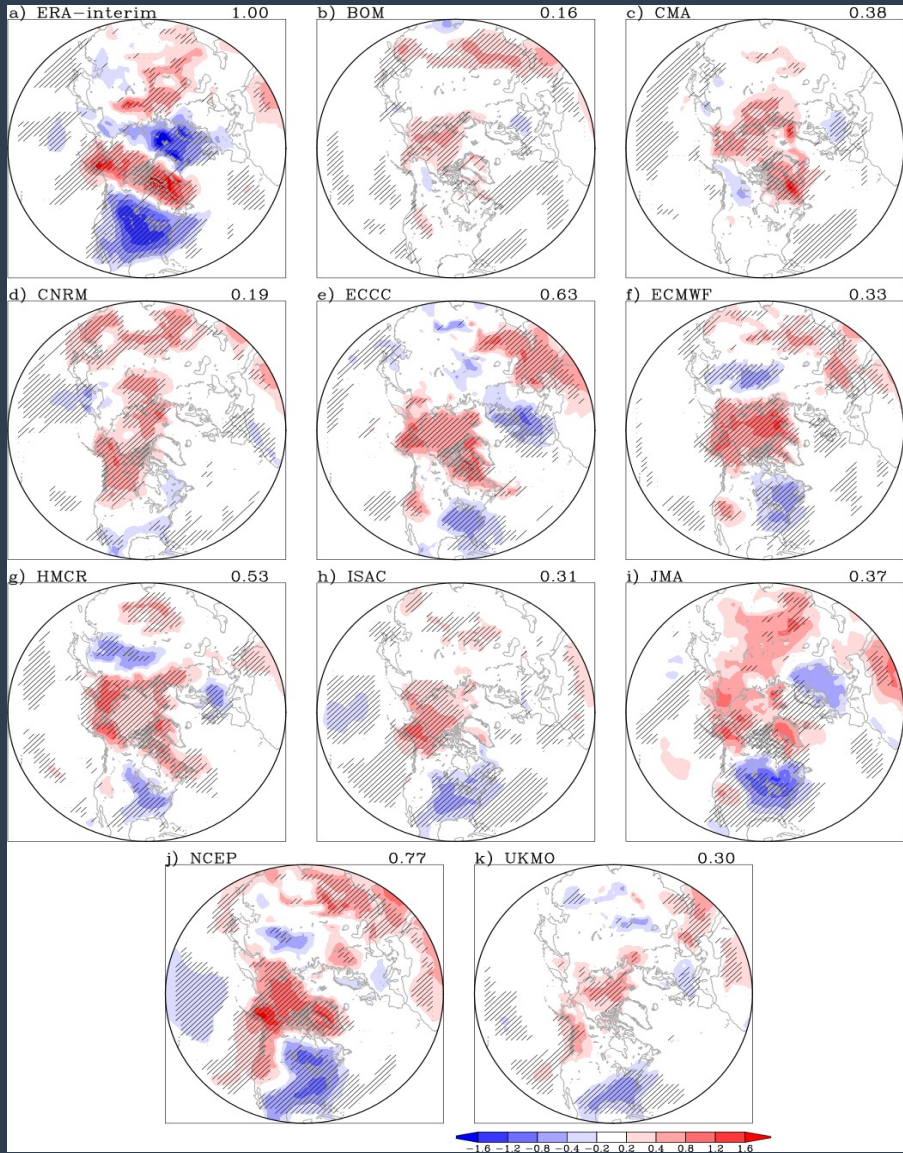 a) ERA−interim 1.00
b) BOM 0.16
c) CMA 0.38
d) CNRM 0.19
e) ECCC 0.63
f) ECMWF 0.33
g) HMCR 0.53
h) ISAC 0.31
i) JMA 0.37
j) NCEP 0.77
k) UKMO 0.30
−1.6 −1.2 −0.8 −0.4 −0.2 0.2 0.4 0.8 1.2 1.6